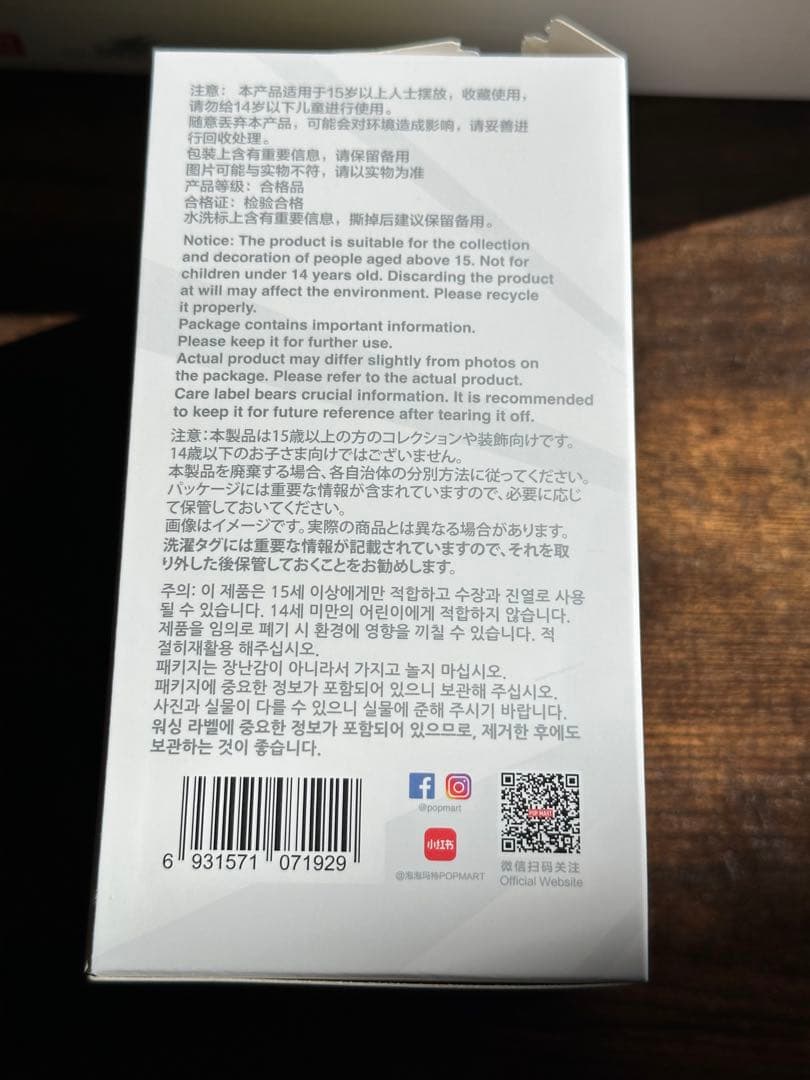 注意：本产品适用于15岁以上人士摆放，收藏使用，
请勿给14岁以下儿童进行使用。
随意丢弃本产品，可能会对环境造成影响，请妥善进
行回收处理。
包装上含有重要信息，请保留备用
图片可能与实物不符，请以实物为准
产品等级：合格品
合格证：检验合格
水洗标上含有重要信息，撕掉后建议保留备用。
Notice: The product is suitable for the collection
and decoration of people aged above 15. Not for
children under 14 years old. Discarding the product
at will may affect the environment. Please recycle
it properly.
Package contains important information.
Please keep it for further use.
Actual product may differ slightly from photos on
the package. Please refer to the actual product.
Care label bears crucial information. It is recommended
to keep it for future reference after tearing it off.
注意：本製品は15歳以上の方のコレクションや装飾向けです。
14歳以下のお子さま向けではございません。
本製品を廃棄する場合、各自治体の分別方法に従ってください。
パッケージには重要な情報が含まれていますので、必要に応じ
て保管しておいてください。
画像はイメージです。実際の商品とは異なる場合があります。
洗濯タグには重要な情報が記載されていますので、それを取
り外した後保管しておくことをお勧めします。
주의: 이 제품은 15세 이상에게만 적합하고 수장과 진열로 사용
될 수 있습니다. 14세 미만의 어린이에게 적합하지 않습니다.
제품을 임의로 폐기 시 환경에 영향을 끼칠 수 있습니다. 적
절히재활용 해주십시오.
패키지는 장난감이 아니라서 가지고 놀지 마십시오.
패키지에 중요한 정보가 포함되어 있으니 보관해 주십시오.
사진과 실물이 다를 수 있으니 실물에 준해 주시기 바랍니다.
워싱 라벨에 중요한 정보가 포함되어 있으므로, 제거한 후에도
보관하는 것이 좋습니다.
6 931571 071929
@popmart
小红书
@泡泡玛特POPMART
POP MART
微信扫码关注
Official Website